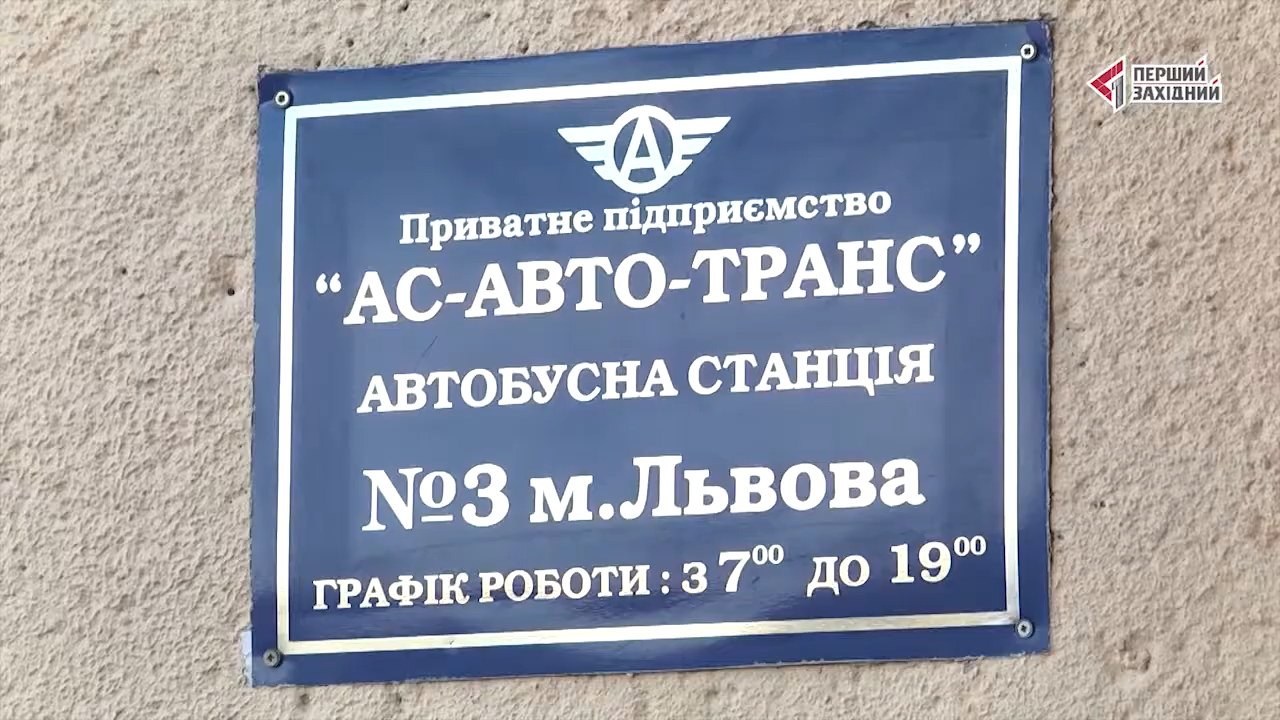 ПЕРШИЙ
ЗАХІДНИЙ
А
Приватне підприємство
“АС-АВТО-ТРАНС”
АВТОБУСНА СТАНЦІЯ
№3 м.Львова
ГРАФІК РОБОТИ : З 7⁰⁰ ДО 19⁰⁰